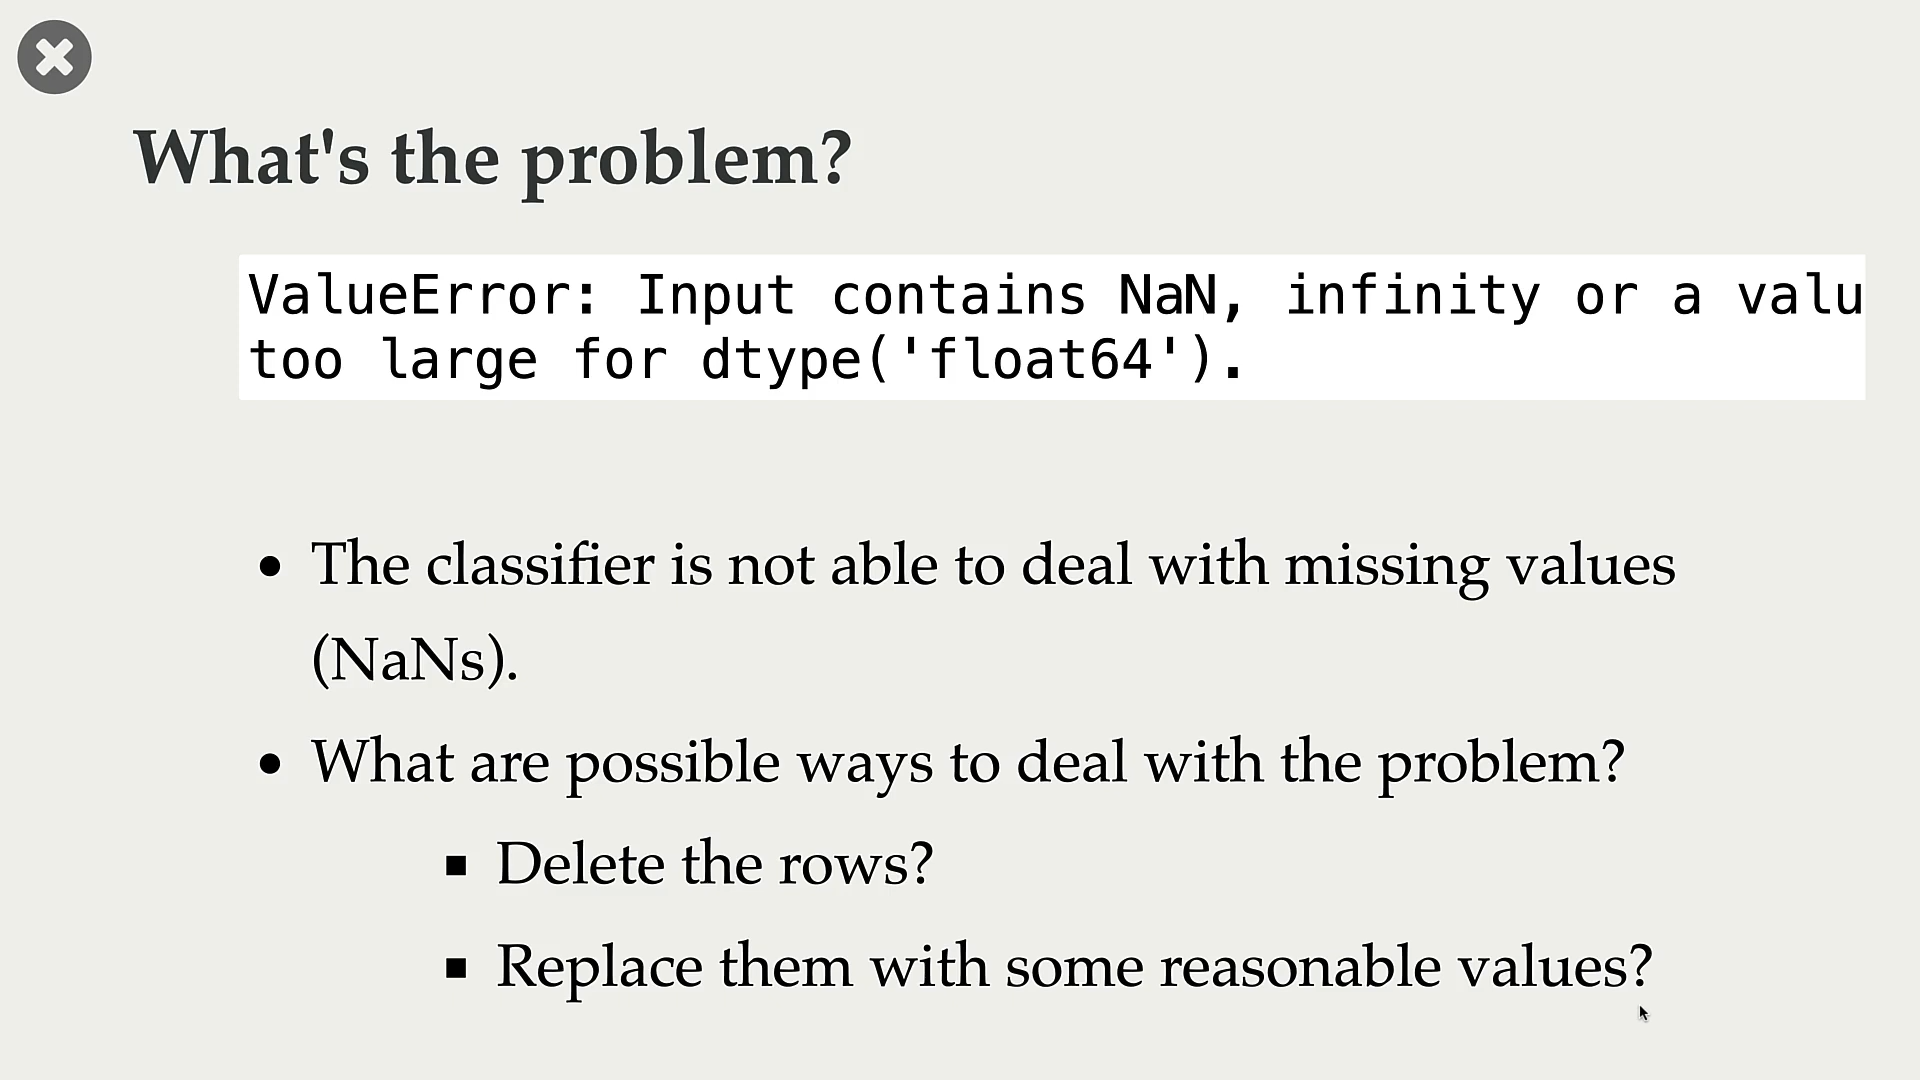 What's the problem?
ValueError: Input contains NaN, infinity or a valu
too large for dtype('float64').
• The classifier is not able to deal with missing values
(NaNs).
• What are possible ways to deal with the problem?
▪ Delete the rows?
▪ Replace them with some reasonable values?